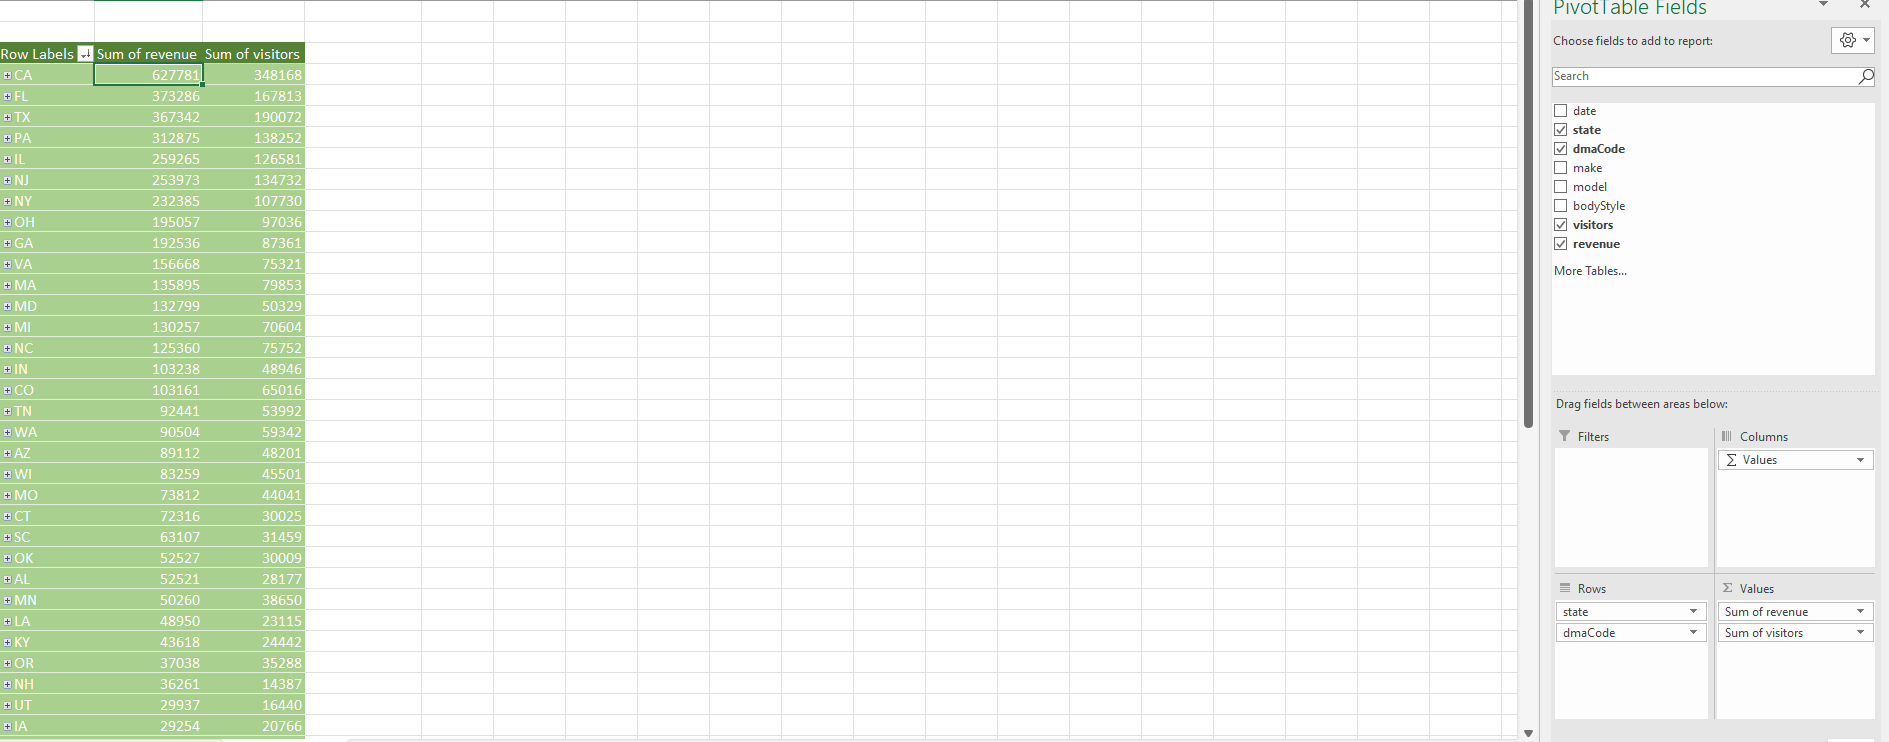 Row Labels Sum of revenue Sum of visitors
CA 627781 348168
FL 373286 167813
TX 367342 190072
PA 312875 138252
IL 259265 126581
NJ 253973 134732
NY 232385 107730
OH 195057 97036
GA 192536 87361
VA 156668 75321
MA 135895 79853
MD 132799 50329
MI 130257 70604
NC 125360 75752
IN 103238 48946
CO 103161 65016
TN 92441 53992
WA 90504 59342
AZ 89112 48201
WI 83259 45501
MO 73812 44041
CT 72316 30025
SC 63107 31459
OK 52527 30009
AL 52521 28177
MN 50260 38650
LA 48950 23115
KY 43618 24442
OR 37038 35288
NH 36261 14387
UT 29937 16440
IA 29254 20766
PivotTable Fields
Choose fields to add to report:
Search
date
state
dmaCode
make
model
bodyStyle
visitors
revenue
More Tables...
Drag fields between areas below:
Filters
Columns
Σ Values
Rows
state
dmaCode
Σ Values
Sum of revenue
Sum of visitors